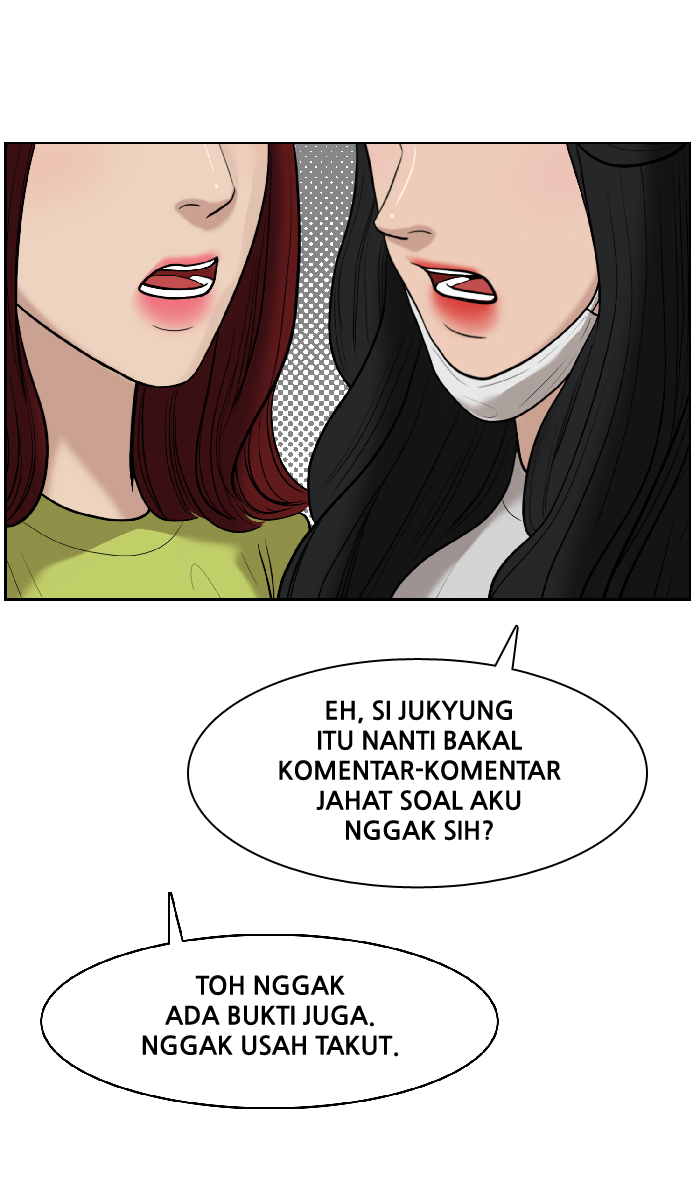 EH, SI JUKYUNG
ITU NANTI BAKAL
KOMENTAR-KOMENTAR
JAHAT SOAL AKU
NGGAK SIH?
TOH NGGAK
ADA BUKTI JUGA.
NGGAK USAH TAKUT.